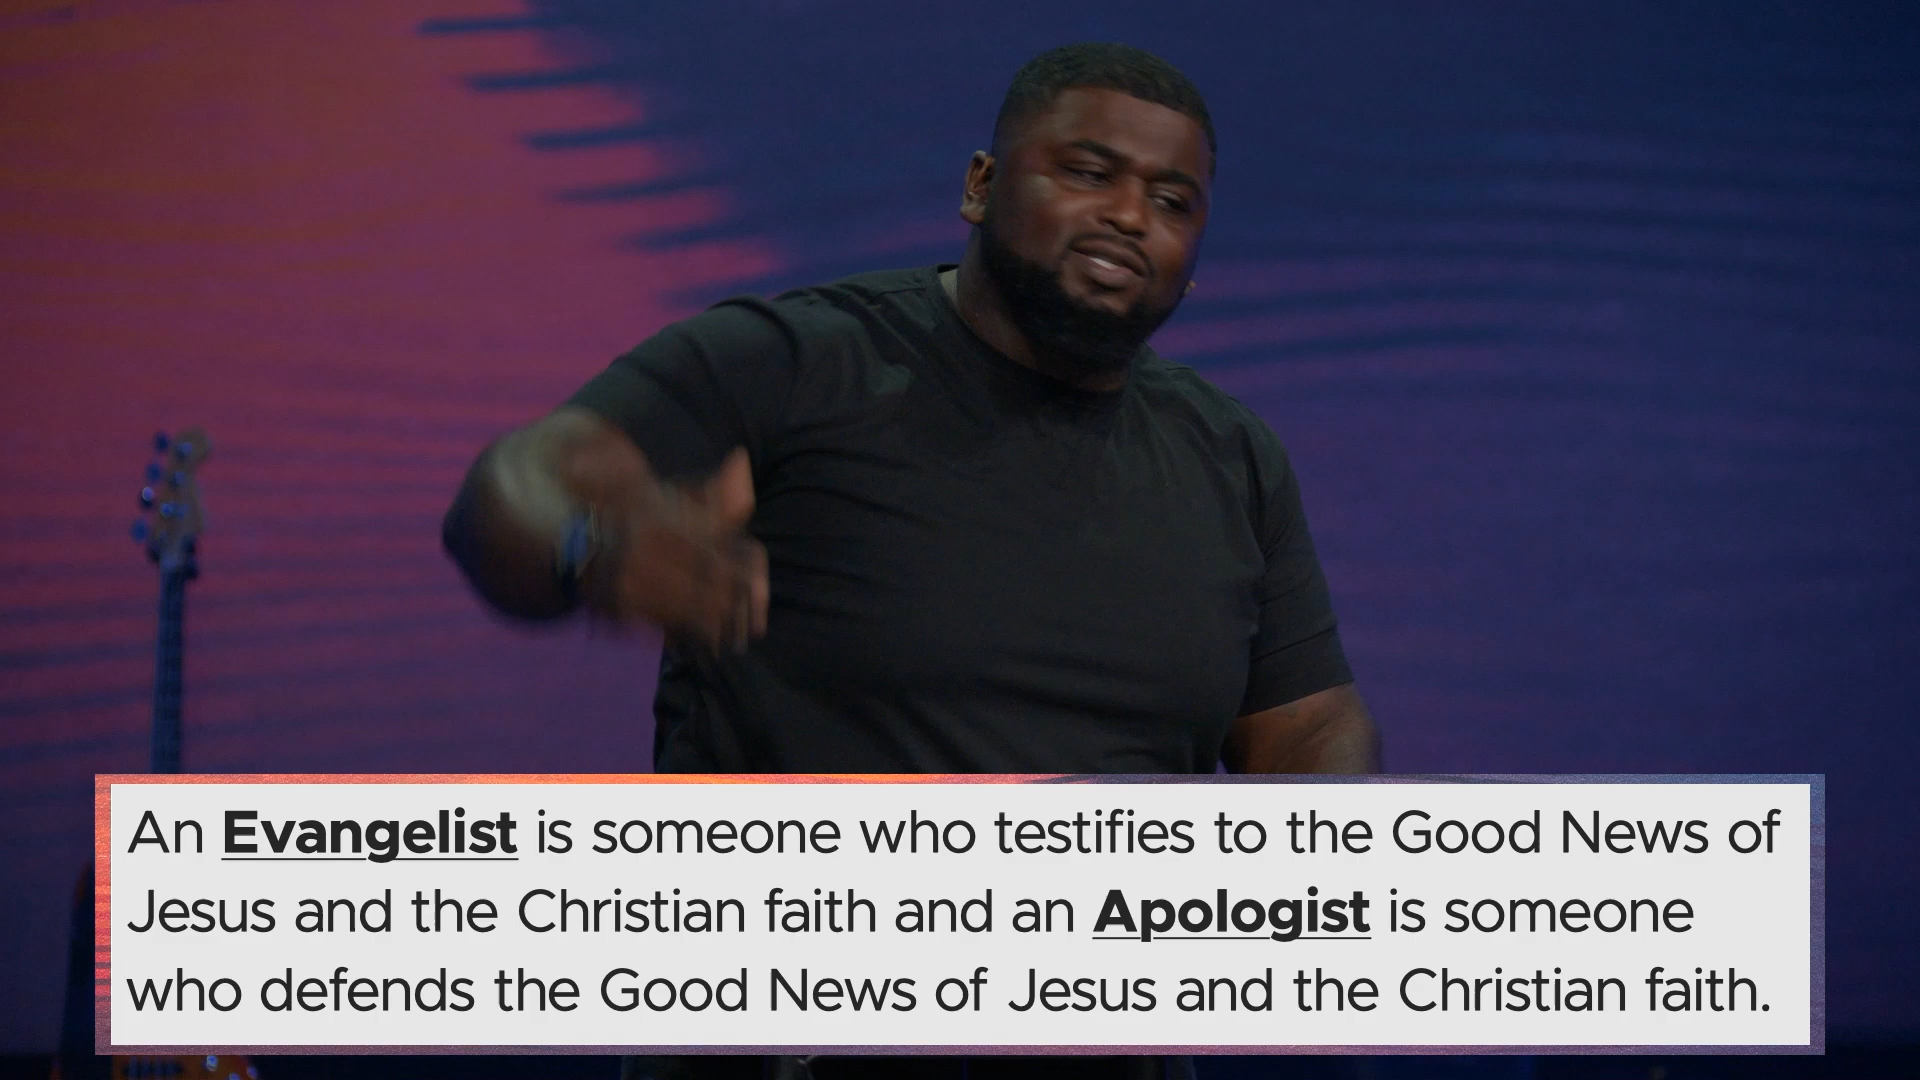 An Evangelist is someone who testifies to the Good News of
Jesus and the Christian faith and an Apologist is someone
who defends the Good News of Jesus and the Christian faith.